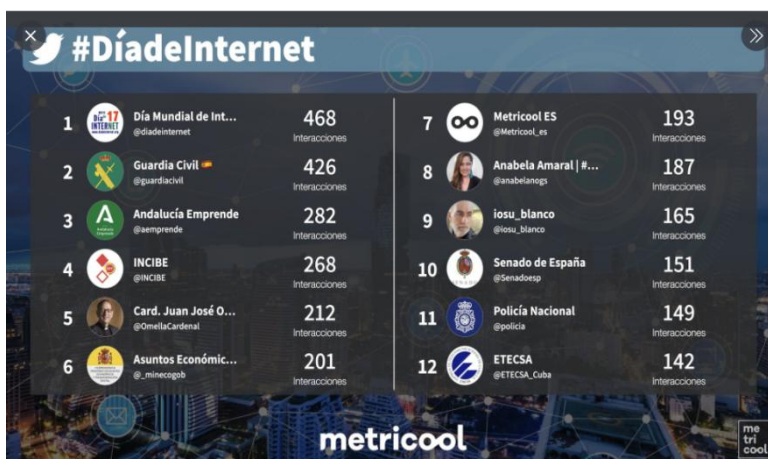 #DíadeInternet
1 Día Mundial de Int... 468
@diadeinternet Interacciones
2 Guardia Civil 426
@guardiacivil Interacciones
3 Andalucía Emprende 282
@aemprende Interacciones
4 INCIBE 268
@INCIBE Interacciones
5 Card. Juan José O... 212
@OmellaCardenal Interacciones
6 Asuntos Económic... 201
@_minecogob Interacciones
7 Metricool ES 193
@Metricool_es Interacciones
8 Anabela Amaral | #... 187
@anabelanogs Interacciones
9 iosu_blanco 165
@iosu_blanco Interacciones
10 Senado de España 151
@Senadoesp Interacciones
11 Policía Nacional 149
@policia Interacciones
12 ETECSA 142
@ETECSA_Cuba Interacciones
metricool
me
tri
cool